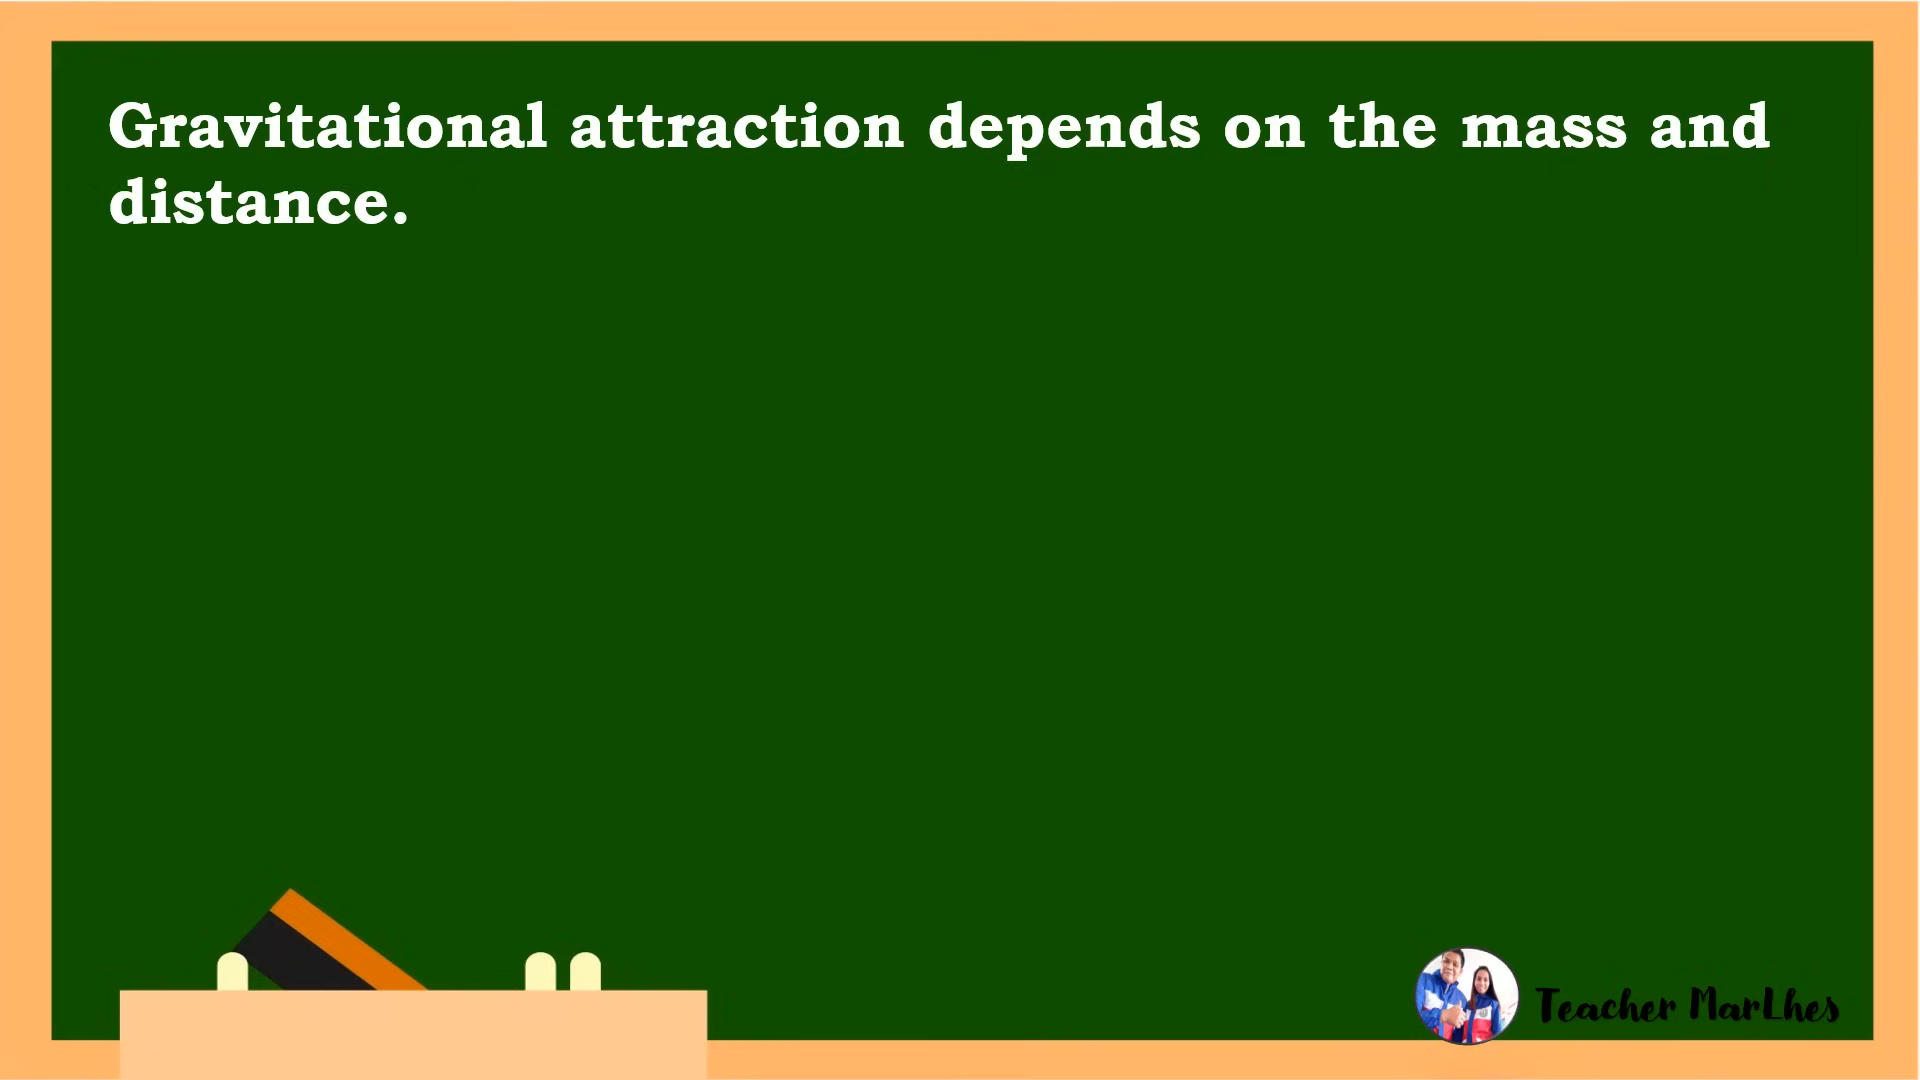 Gravitational attraction depends on the mass and
distance.
Teacher MarLhes